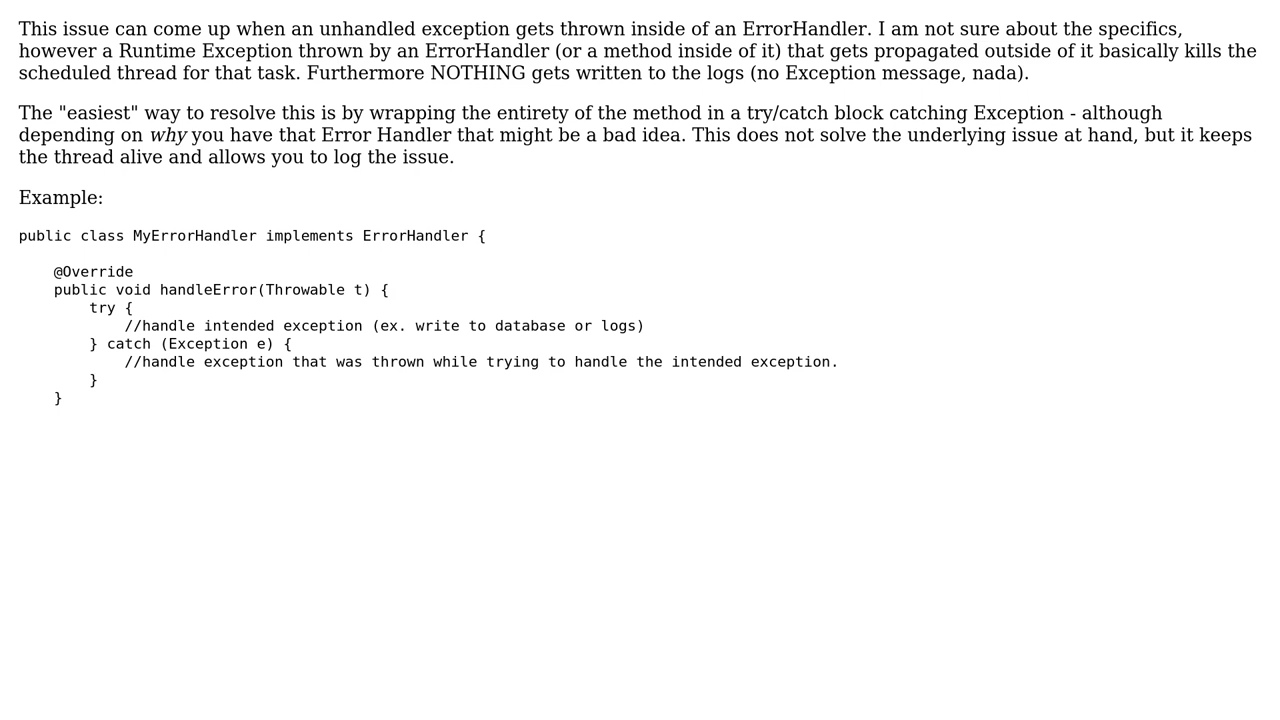 This issue can come up when an unhandled exception gets thrown inside of an ErrorHandler. I am not sure about the specifics,
however a Runtime Exception thrown by an ErrorHandler (or a method inside of it) that gets propagated outside of it basically kills the
scheduled thread for that task. Furthermore NOTHING gets written to the logs (no Exception message, nada).
The "easiest" way to resolve this is by wrapping the entirety of the method in a try/catch block catching Exception - although
depending on why you have that Error Handler that might be a bad idea. This does not solve the underlying issue at hand, but it keeps
the thread alive and allows you to log the issue.
Example:
public class MyErrorHandler implements ErrorHandler {
    @Override
    public void handleError(Throwable t) {
        try {
            //handle intended exception (ex. write to database or logs)
        } catch (Exception e) {
            //handle exception that was thrown while trying to handle the intended exception.
        }
    }